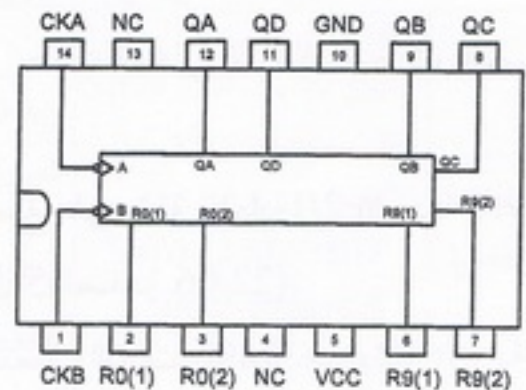 CKA NC QA QD GND QB QC
14 13 12 11 10 9 8
A QA QD QB QC
B R0(1) R0(2) R9(1) R9(2)
1 2 3 4 5 6 7
CKB R0(1) R0(2) NC VCC R9(1) R9(2)